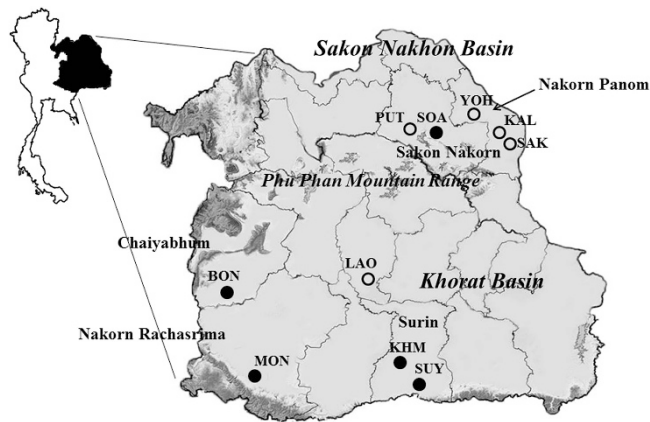 Sakon Nakhon Basin
Nakorn Panom
YOH
PUT
SOA
KAL
SAK
Sakon Nakorn
Phu Phan Mountain Range
Chaiyabhum
BON
LAO
Khorat Basin
Nakorn Rachasrima
Surin
KHM
MON
SUY